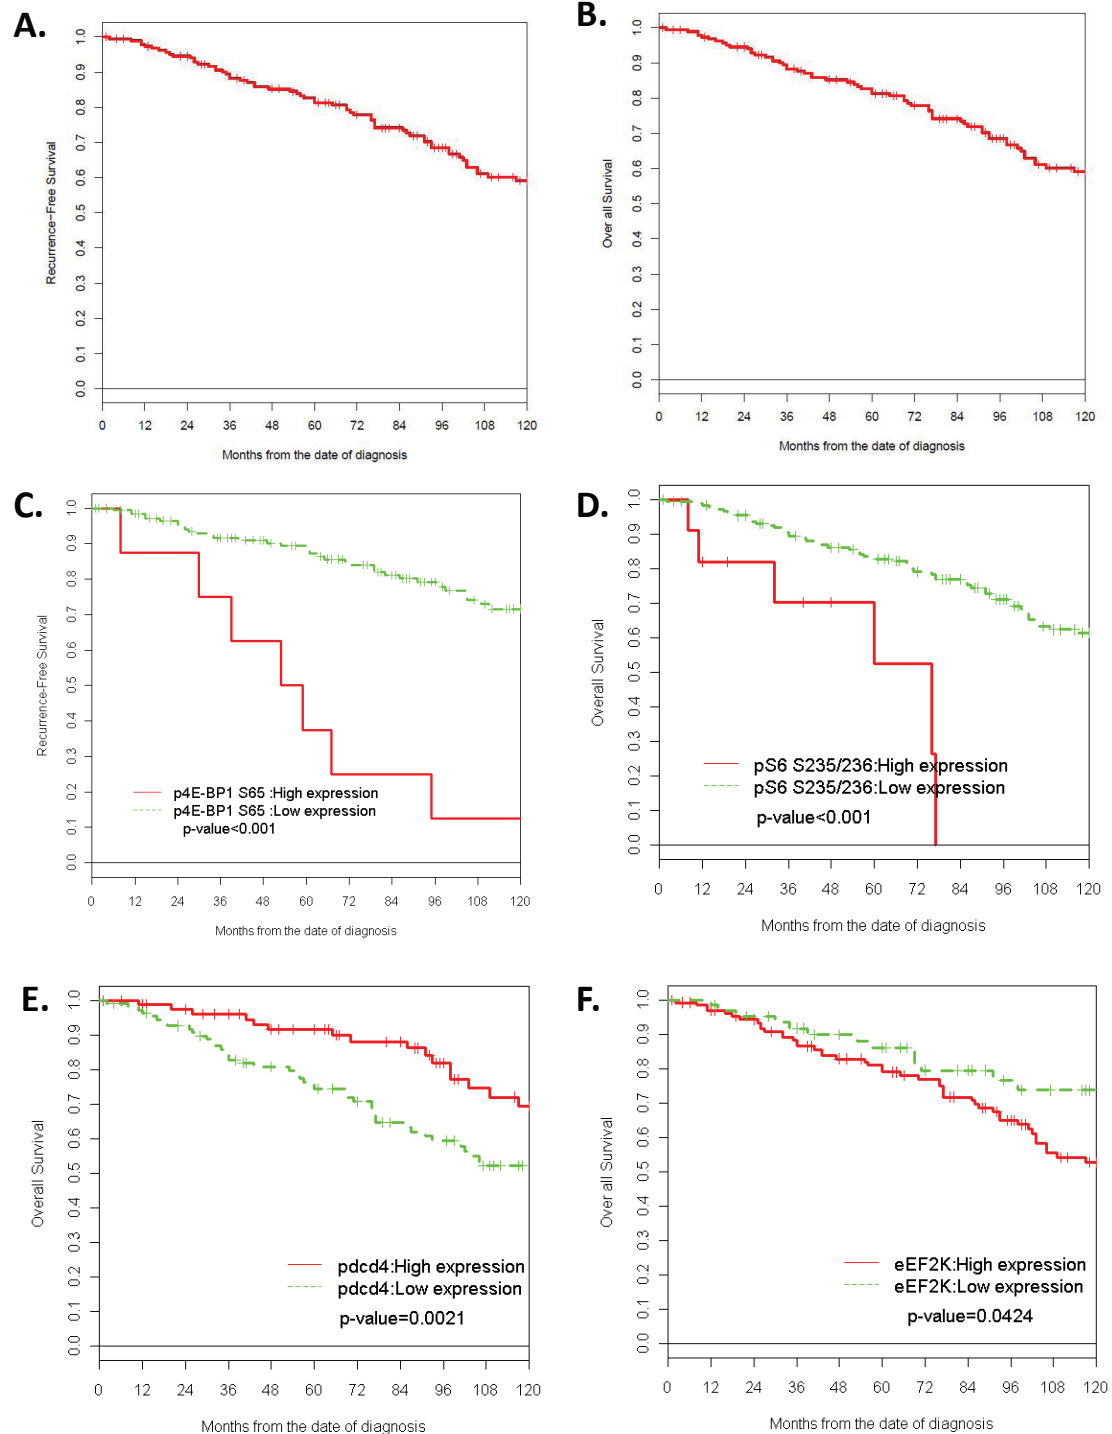 A.
Recurrence-Free Survival
1.0
0.9
0.8
0.7
0.6
0.5
0.4
0.3
0.2
0.1
0.0
0 12 24 36 48 60 72 84 96 108 120
Months from the date of diagnosis
B.
Over all Survival
1.0
0.9
0.8
0.7
0.6
0.5
0.4
0.3
0.2
0.1
0.0
0 12 24 36 48 60 72 84 96 108 120
Months from the date of diagnosis
C.
Recurrence-Free Survival
1.0
0.9
0.8
0.7
0.6
0.5
0.4
0.3
0.2
0.1
0.0
p4E-BP1 S65 :High expression
p4E-BP1 S65 :Low expression
p-value<0.001
0 12 24 36 48 60 72 84 96 108 120
Months from the date of diagnosis
D.
Overall Survival
1.0
0.9
0.8
0.7
0.6
0.5
0.4
0.3
0.2
0.1
0.0
pS6 S235/236:High expression
pS6 S235/236:Low expression
p-value<0.001
0 12 24 36 48 60 72 84 96 108 120
Months from the date of diagnosis
E.
Overall Survival
1.0
0.9
0.8
0.7
0.6
0.5
0.4
0.3
0.2
0.1
0.0
pdcd4:High expression
pdcd4:Low expression
p-value=0.0021
0 12 24 36 48 60 72 84 96 108 120
Months from the date of diagnosis
F.
Over all Survival
1.0
0.9
0.8
0.7
0.6
0.5
0.4
0.3
0.2
0.1
0.0
eEF2K:High expression
eEF2K:Low expression
p-value=0.0424
0 12 24 36 48 60 72 84 96 108 120
Months from the date of diagnosis